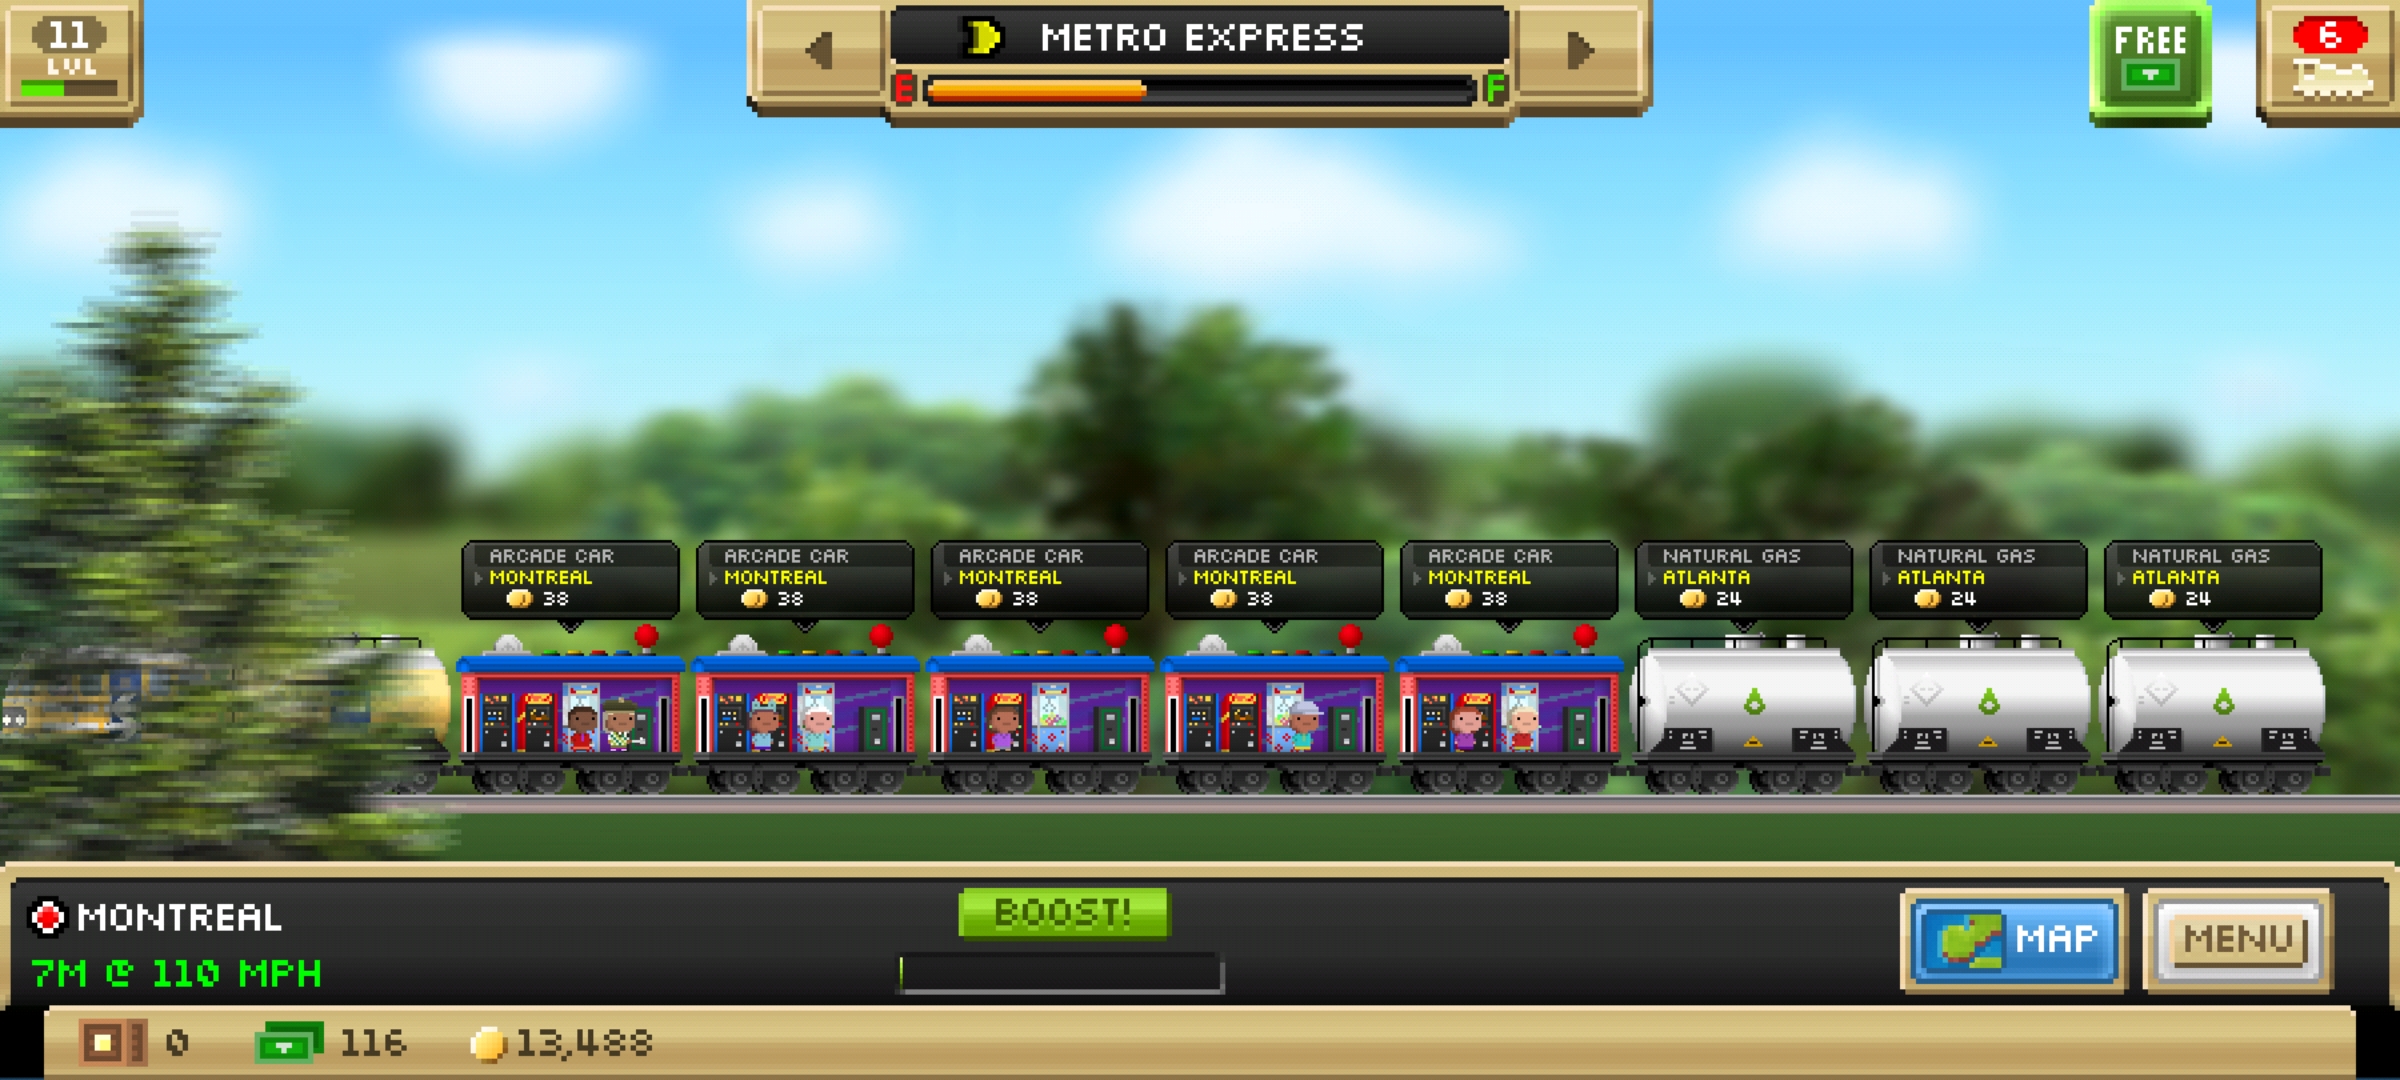 11
LVL
METRO EXPRESS
E F
FREE
6
ARCADE CAR
MONTREAL
38
ARCADE CAR
MONTREAL
38
ARCADE CAR
MONTREAL
38
ARCADE CAR
MONTREAL
38
ARCADE CAR
MONTREAL
38
NATURAL GAS
ATLANTA
24
NATURAL GAS
ATLANTA
24
NATURAL GAS
ATLANTA
24
MONTREAL
7M @ 110 MPH
BOOST!
MAP
MENU
0
116
13,488